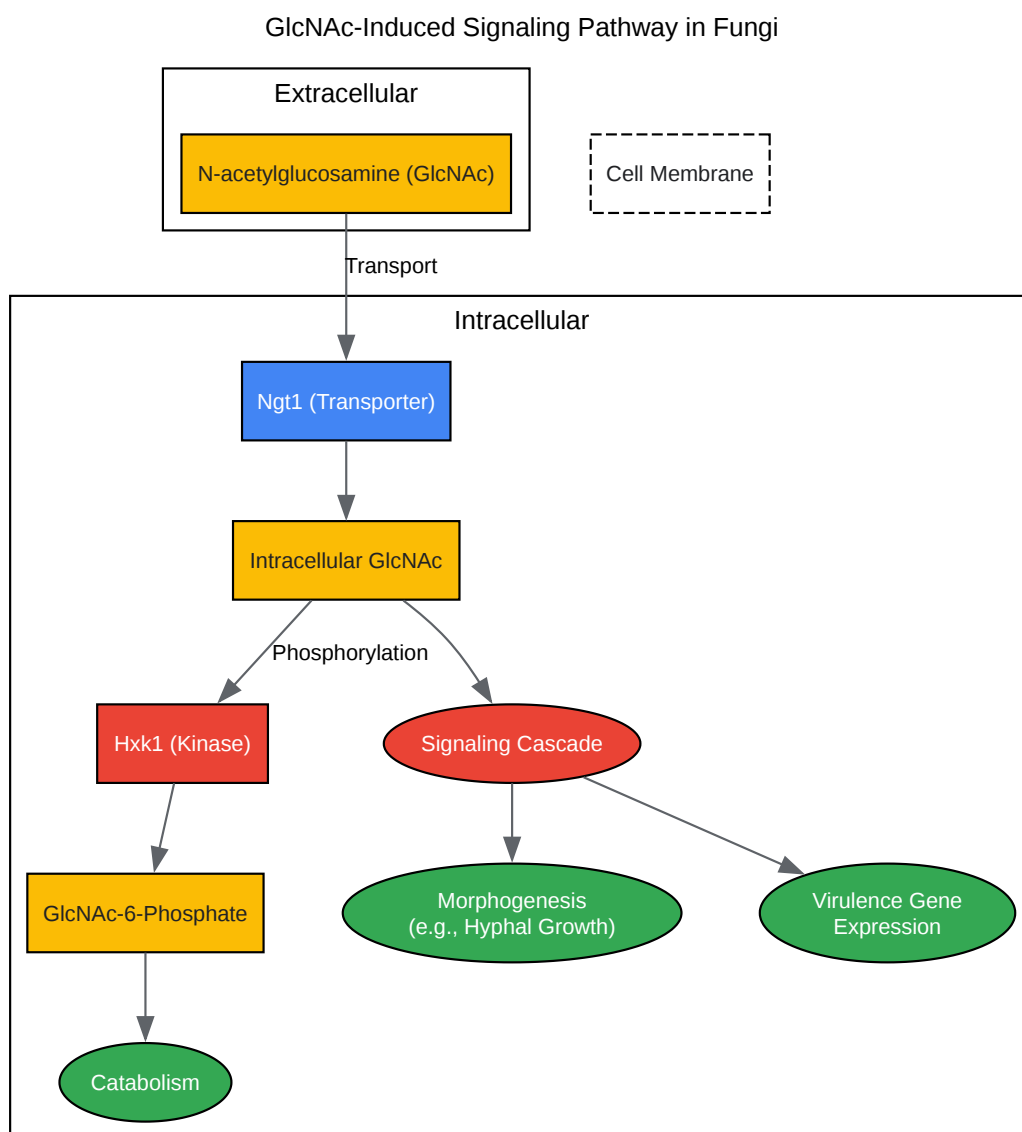 GlcNAc-Induced Signaling Pathway in Fungi
Extracellular
N-acetylglucosamine (GlcNAc)
Cell Membrane
Transport
Intracellular
Ngt1 (Transporter)
Intracellular GlcNAc
Phosphorylation
Hxk1 (Kinase)
Signaling Cascade
GlcNAc-6-Phosphate
Morphogenesis
(e.g., Hyphal Growth)
Virulence Gene
Expression
Catabolism